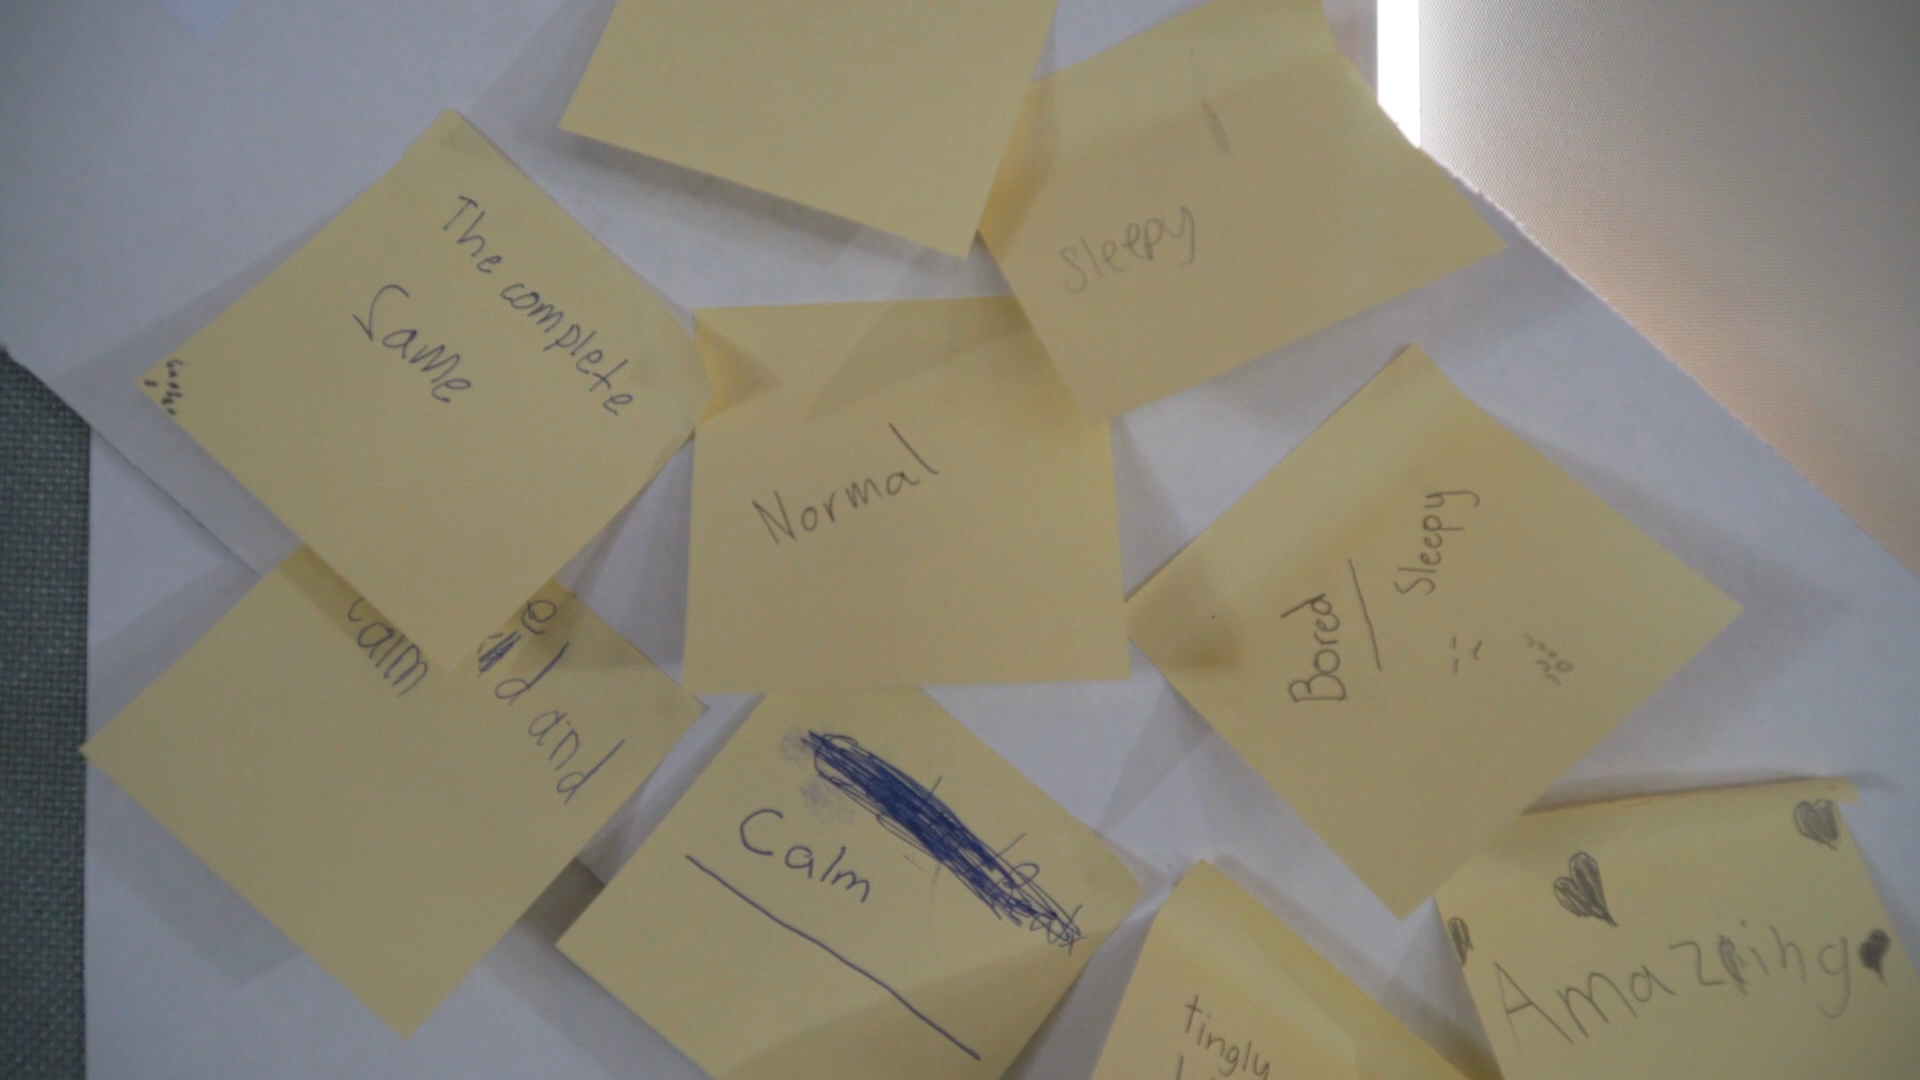 Sleepy
The complete
Same
Normal
Bored / Sleepy
d and
calm
Calm
Amazing
tingly